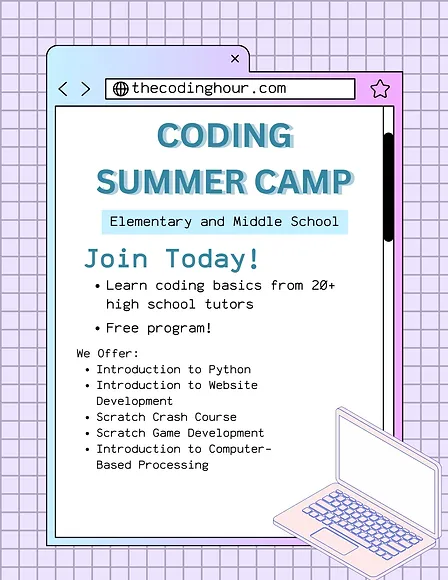 thecodinghour.com
CODING
SUMMER CAMP
Elementary and Middle School
Join Today!
• Learn coding basics from 20+
high school tutors
• Free program!
We Offer:
• Introduction to Python
• Introduction to Website
Development
• Scratch Crash Course
• Scratch Game Development
• Introduction to Computer-
Based Processing